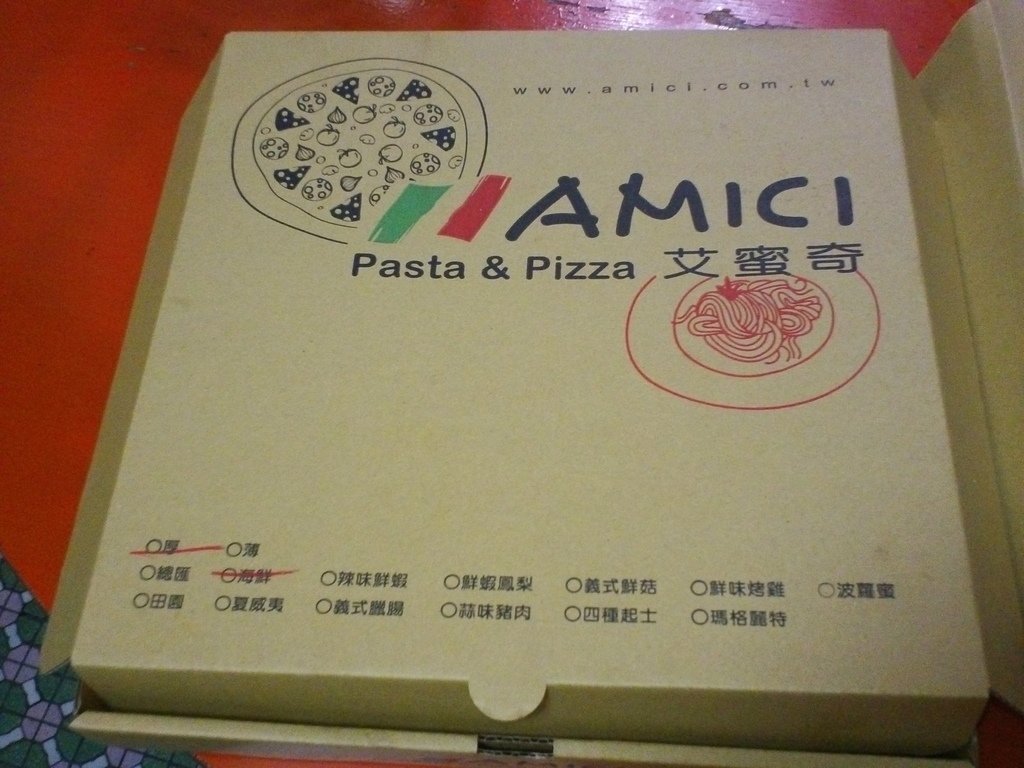 www.amici.com.tw
AMICI
Pasta & Pizza 艾蜜奇
○厚 ○薄
○總匯 ○海鮮 ○辣味鮮蝦 ○鮮蝦鳳梨 ○義式鮮菇 ○鮮味烤雞 ○波蘿蜜
○田園 ○夏威夷 ○義式臘腸 ○蒜味豬肉 ○四種起士 ○瑪格麗特